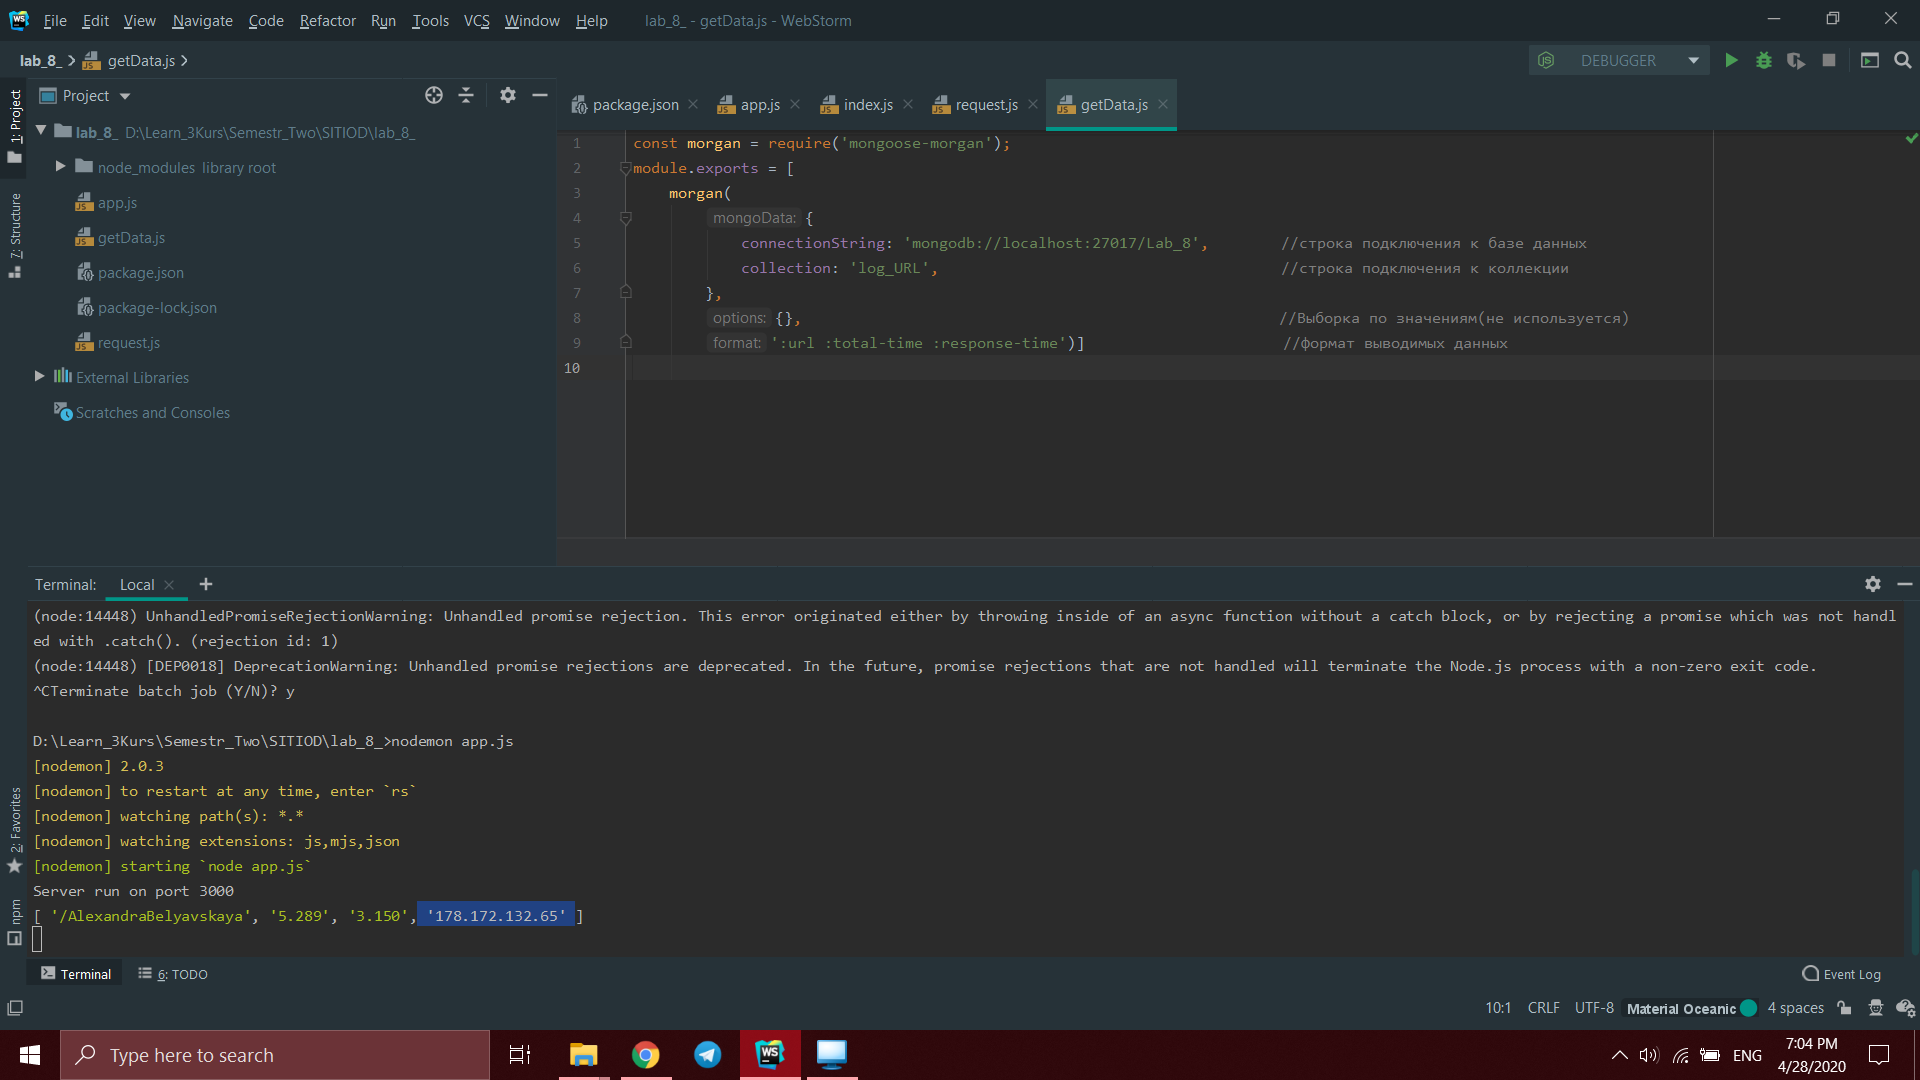 File Edit View Navigate Code Refactor Run Tools VCS Window Help lab_8_ - getData.js - WebStorm
lab_8_ getData.js
DEBUGGER
1: Project
7: Structure
2: Favorites
npm
Project
lab_8_ D:\Learn_3Kurs\Semestr_Two\SITIOD\lab_8_
node_modules library root
app.js
getData.js
package.json
package-lock.json
request.js
External Libraries
Scratches and Consoles
package.json app.js index.js request.js getData.js
1 const morgan = require('mongoose-morgan');
2 module.exports = [
3 morgan(
4 mongoData: {
5 connectionString: 'mongodb://localhost:27017/Lab_8', //строка подключения к базе данных
6 collection: 'log_URL', //строка подключения к коллекции
7 },
8 options: {}, //Выборка по значениям(не используется)
9 format: ':url :total-time :response-time')] //формат выводимых данных
10
Terminal: Local
(node:14448) UnhandledPromiseRejectionWarning: Unhandled promise rejection. This error originated either by throwing inside of an async function without a catch block, or by rejecting a promise which was not handl
ed with .catch(). (rejection id: 1)
(node:14448) [DEP0018] DeprecationWarning: Unhandled promise rejections are deprecated. In the future, promise rejections that are not handled will terminate the Node.js process with a non-zero exit code.
^CTerminate batch job (Y/N)? y
D:\Learn_3Kurs\Semestr_Two\SITIOD\lab_8_>nodemon app.js
[nodemon] 2.0.3
[nodemon] to restart at any time, enter `rs`
[nodemon] watching path(s): *.*
[nodemon] watching extensions: js,mjs,json
[nodemon] starting `node app.js`
Server run on port 3000
[ '/AlexandraBelyavskaya', '5.289', '3.150', '178.172.132.65' ]
Terminal 6: TODO Event Log
10:1 CRLF UTF-8 Material Oceanic 4 spaces
Type here to search
ENG
7:04 PM
4/28/2020